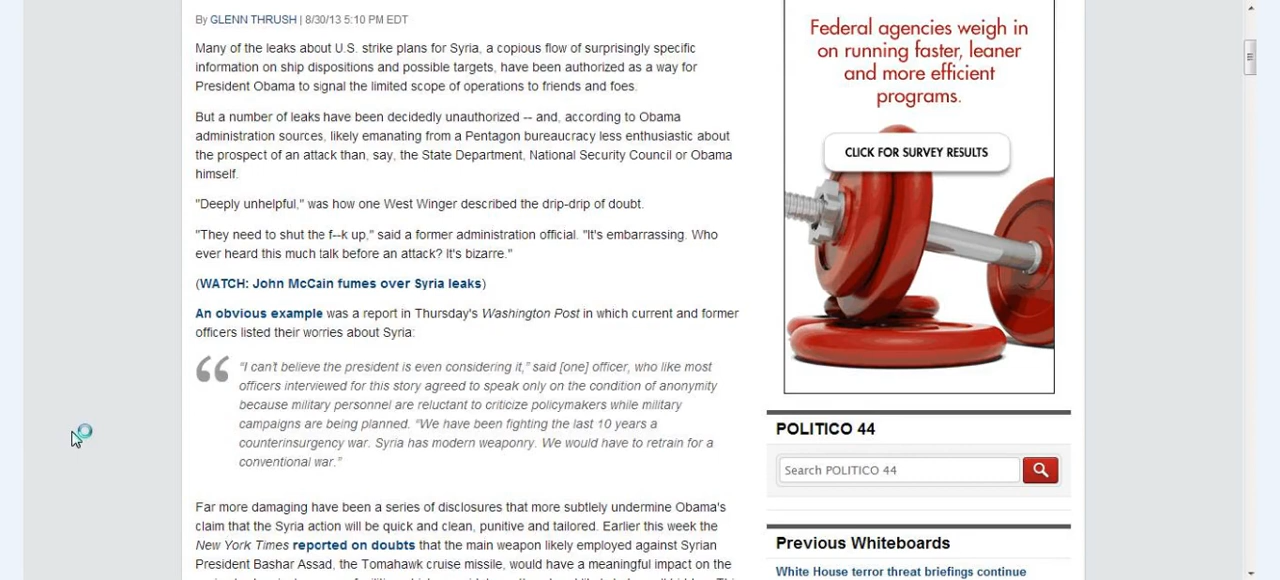 By GLENN THRUSH | 8/30/13 5:10 PM EDT
Many of the leaks about U.S. strike plans for Syria, a copious flow of surprisingly specific
information on ship dispositions and possible targets, have been authorized as a way for
President Obama to signal the limited scope of operations to friends and foes.
But a number of leaks have been decidedly unauthorized -- and, according to Obama
administration sources, likely emanating from a Pentagon bureaucracy less enthusiastic about
the prospect of an attack than, say, the State Department, National Security Council or Obama
himself.
"Deeply unhelpful," was how one West Winger described the drip-drip of doubt.
"They need to shut the f--k up," said a former administration official. "It's embarrassing. Who
ever heard this much talk before an attack? It's bizarre."
(WATCH: John McCain fumes over Syria leaks)
An obvious example was a report in Thursday's Washington Post in which current and former
officers listed their worries about Syria:
“I can’t believe the president is even considering it,” said [one] officer, who like most
officers interviewed for this story agreed to speak only on the condition of anonymity
because military personnel are reluctant to criticize policymakers while military
campaigns are being planned. “We have been fighting the last 10 years a
counterinsurgency war. Syria has modern weaponry. We would have to retrain for a
conventional war.”
Far more damaging have been a series of disclosures that more subtly undermine Obama's
claim that the Syria action will be quick and clean, punitive and tailored. Earlier this week the
New York Times reported on doubts that the main weapon likely employed against Syrian
President Bashar Assad, the Tomahawk cruise missile, would have a meaningful impact on the
Federal agencies weigh in
on running faster, leaner
and more efficient
programs.
CLICK FOR SURVEY RESULTS
POLITICO 44
Search POLITICO 44
Previous Whiteboards
White House terror threat briefings continue